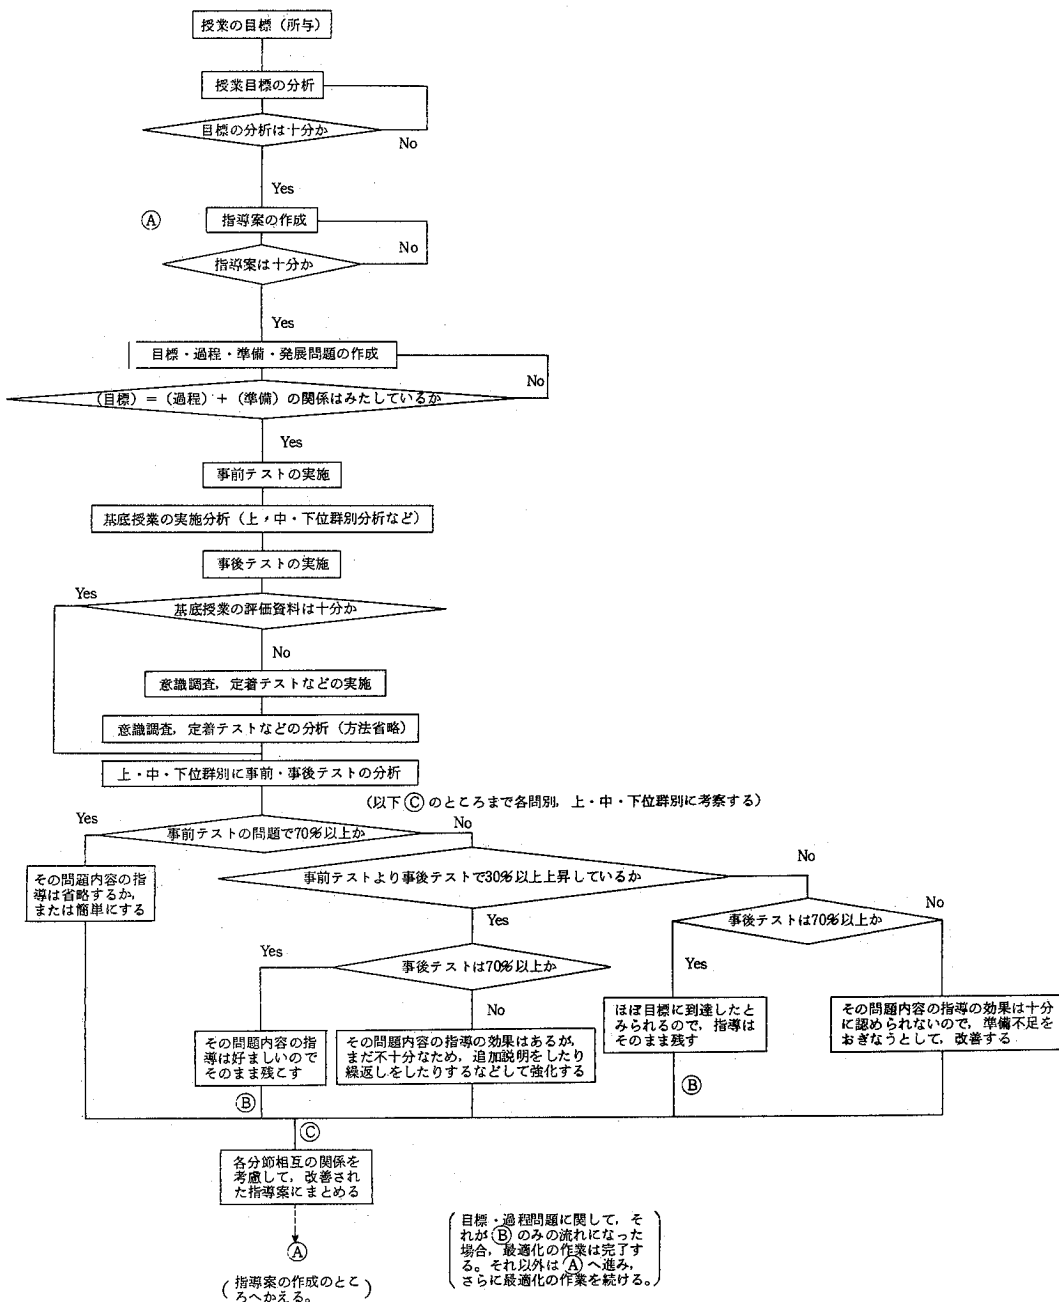 授業の目標（所与）
授業目標の分析
目標の分析は十分か
No
Yes
Ⓐ
指導案の作成
No
指導案は十分か
Yes
目標・過程・準備・発展問題の作成
No
（目標）＝（過程）＋（準備）の関係はみたしているか
Yes
事前テストの実施
基底授業の実施分析（上，中・下位群別分析など）
事後テストの実施
Yes
基底授業の評価資料は十分か
No
意識調査，定着テストなどの実施
意識調査，定着テストなどの分析（方法省略）
上・中・下位群別に事前・事後テストの分析
（以下Ⓒのところまで各問別，上・中・下位群別に考察する）
Yes
事前テストの問題で70％以上か
No
その問題内容の指
導は省略するか，
または簡単にする
事前テストより事後テストで30％以上上昇しているか
No
Yes
事後テストは70％以上か
No
Yes
事後テストは70％以上か
Yes
No
その問題内容の指
導は好ましいので
そのまま残こす
その問題内容の指導の効果はあるが，
まだ不十分なため，追加説明をしたり
繰返しをしたりするなどして強化する
ほぼ目標に到達したと
みられるので，指導は
そのまま残す
その問題内容の指導の効果は十分
に認められないので，準備不足を
おぎなうとして，改善する
Ⓑ
Ⓑ
Ⓒ
各分節相互の関係を
考慮して，改善され
た指導案にまとめる
Ⓐ
（指導案の作成のとこ
ろへかえる。）
（目標・過程問題に関して，そ
れがⒷのみの流れになった
場合，最適化の作業は完了す
る。それ以外はⒶへ進み，
さらに最適化の作業を続ける。）